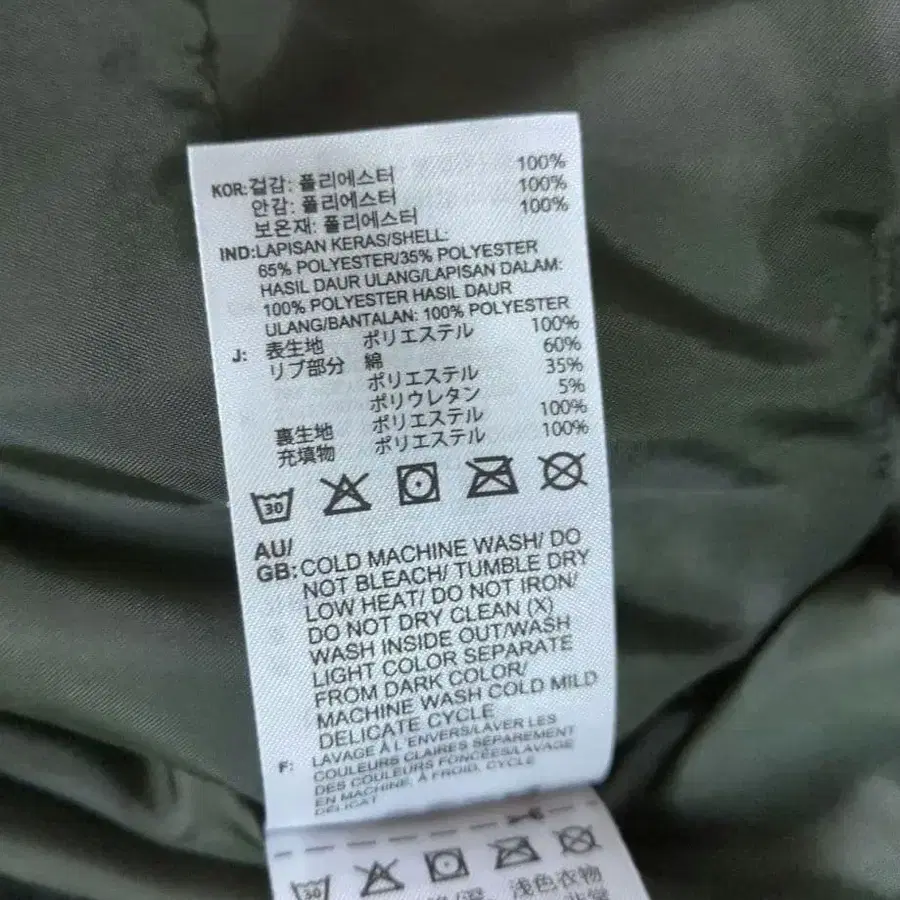 KOR: 겉감: 폴리에스터 100%
안감: 폴리에스터 100%
보온재: 폴리에스터 100%
IND: LAPISAN KERAS/SHELL:
65% POLYESTER/35% POLYESTER
HASIL DAUR ULANG/LAPISAN DALAM:
100% POLYESTER HASIL DAUR
ULANG/BANTALAN: 100% POLYESTER
J: 表生地 ポリエステル 100%
リブ部分 綿 60%
ポリエステル 35%
ポリウレタン 5%
裏生地 ポリエステル 100%
充填物 ポリエステル 100%
30
AU/
GB: COLD MACHINE WASH/ DO
NOT BLEACH/ TUMBLE DRY
LOW HEAT/ DO NOT IRON/
DO NOT DRY CLEAN (X)
WASH INSIDE OUT/WASH
LIGHT COLOR SEPARATE
FROM DARK COLOR/
MACHINE WASH COLD MILD
DELICATE CYCLE
F: LAVAGE À L'ENVERS/LAVER LES
COULEURS CLAIRES SÉPARÉMENT
DES COULEURS FONCÉES/LAVAGE
EN MACHINE, À FROID, CYCLE
DÉLICAT
30
浅色衣物